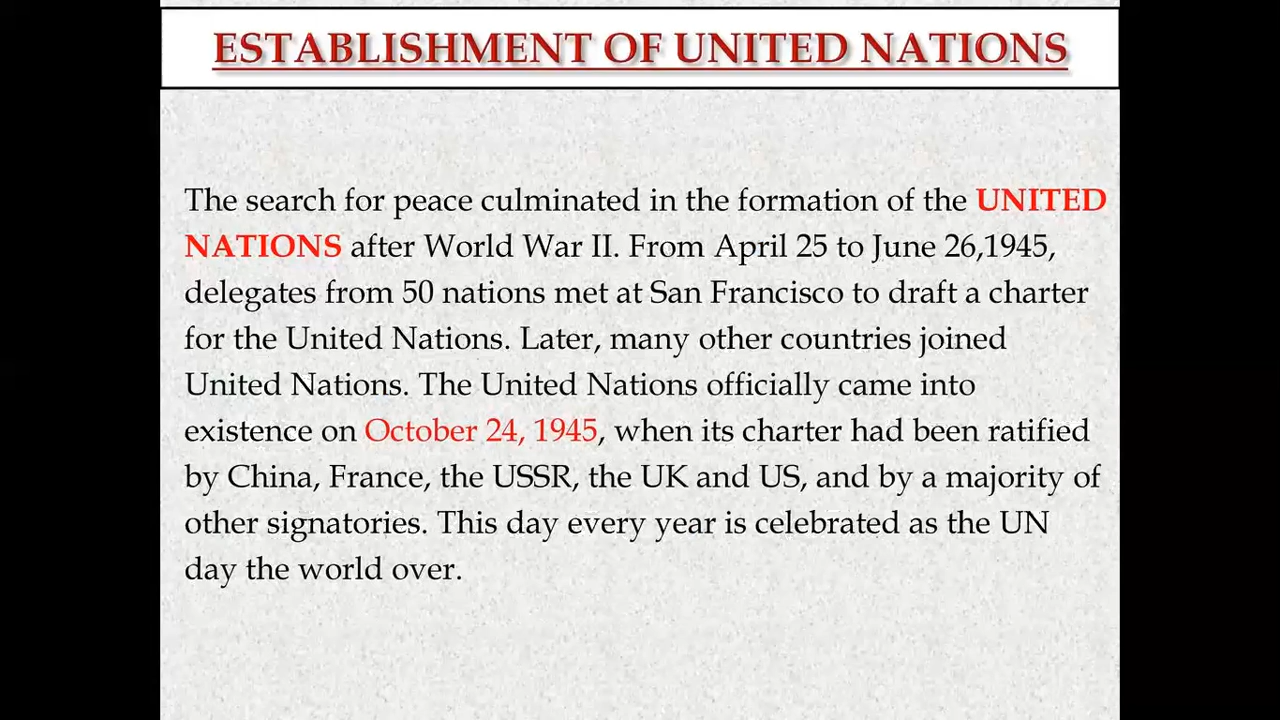 ESTABLISHMENT OF UNITED NATIONS
The search for peace culminated in the formation of the UNITED
NATIONS after World War II. From April 25 to June 26,1945,
delegates from 50 nations met at San Francisco to draft a charter
for the United Nations. Later, many other countries joined
United Nations. The United Nations officially came into
existence on October 24, 1945, when its charter had been ratified
by China, France, the USSR, the UK and US, and by a majority of
other signatories. This day every year is celebrated as the UN
day the world over.